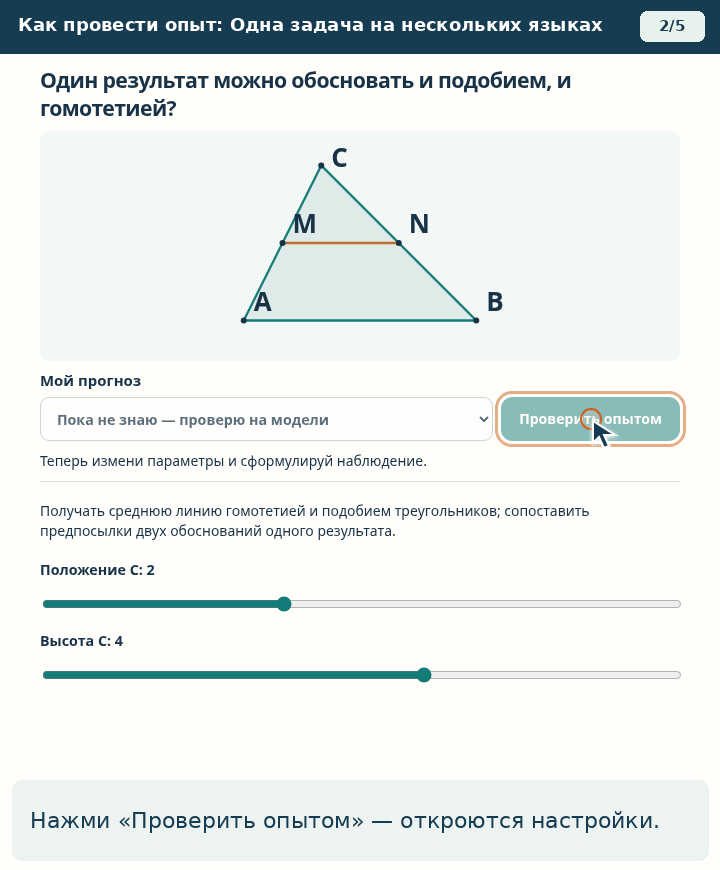 Как провести опыт: Одна задача на нескольких языках
2/5
Один результат можно обосновать и подобием, и
гомотетией?
C
M
N
A
B
Мой прогноз
Пока не знаю — проверю на модели
Проверить опытом
Теперь измени параметры и сформулируй наблюдение.
Получать среднюю линию гомотетией и подобием треугольников; сопоставить
предпосылки двух обоснований одного результата.
Положение C: 2
Высота C: 4
Нажми «Проверить опытом» — откроются настройки.